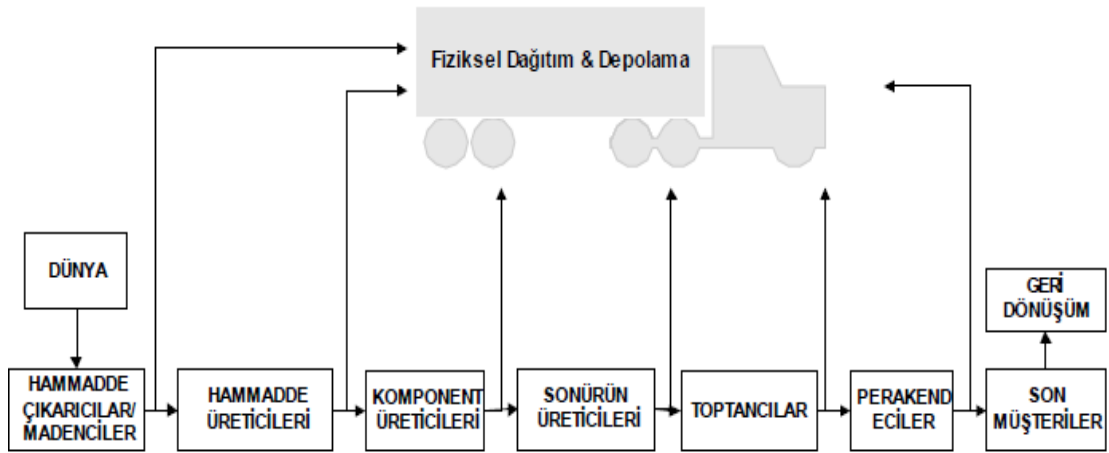 Fiziksel Dağıtım & Depolama
DÜNYA
GERİ
DÖNÜŞÜM
HAMMADDE
ÇIKARICILAR/
MADENCİLER
HAMMADDE
ÜRETİCİLERİ
KOMPONENT
ÜRETİCİLERİ
SONÜRÜN
ÜRETİCİLERİ
TOPTANCILAR
PERAKEND
ECİLER
SON
MÜŞTERİLER